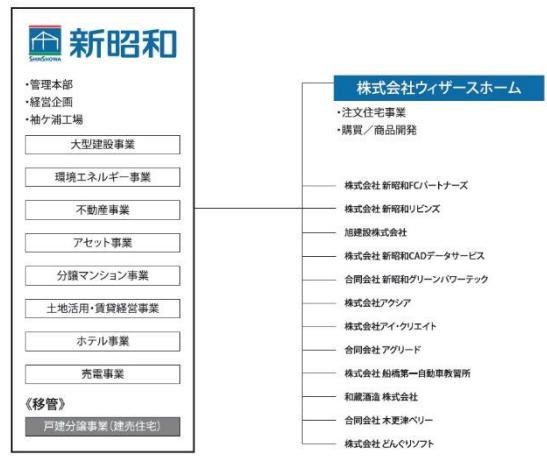 SHINSHOWA
新昭和
・管理本部
・経営企画
・袖ケ浦工場
大型建設事業
環境エネルギー事業
不動産事業
アセット事業
分譲マンション事業
土地活用・賃貸経営事業
ホテル事業
売電事業
《移管》
戸建分譲事業（建売住宅）
株式会社ウィザースホーム
・注文住宅事業
・購買／商品開発
株式会社 新昭和FCパートナーズ
株式会社 新昭和リビンズ
旭建設株式会社
株式会社 新昭和CADデータサービス
合同会社 新昭和グリーンパワーテック
株式会社アクシア
株式会社アイ・クリエイト
合同会社 アグリード
株式会社 船橋第一自動車教習所
和蔵酒造 株式会社
合同会社 木更津ベリー
株式会社 どんぐりソフト